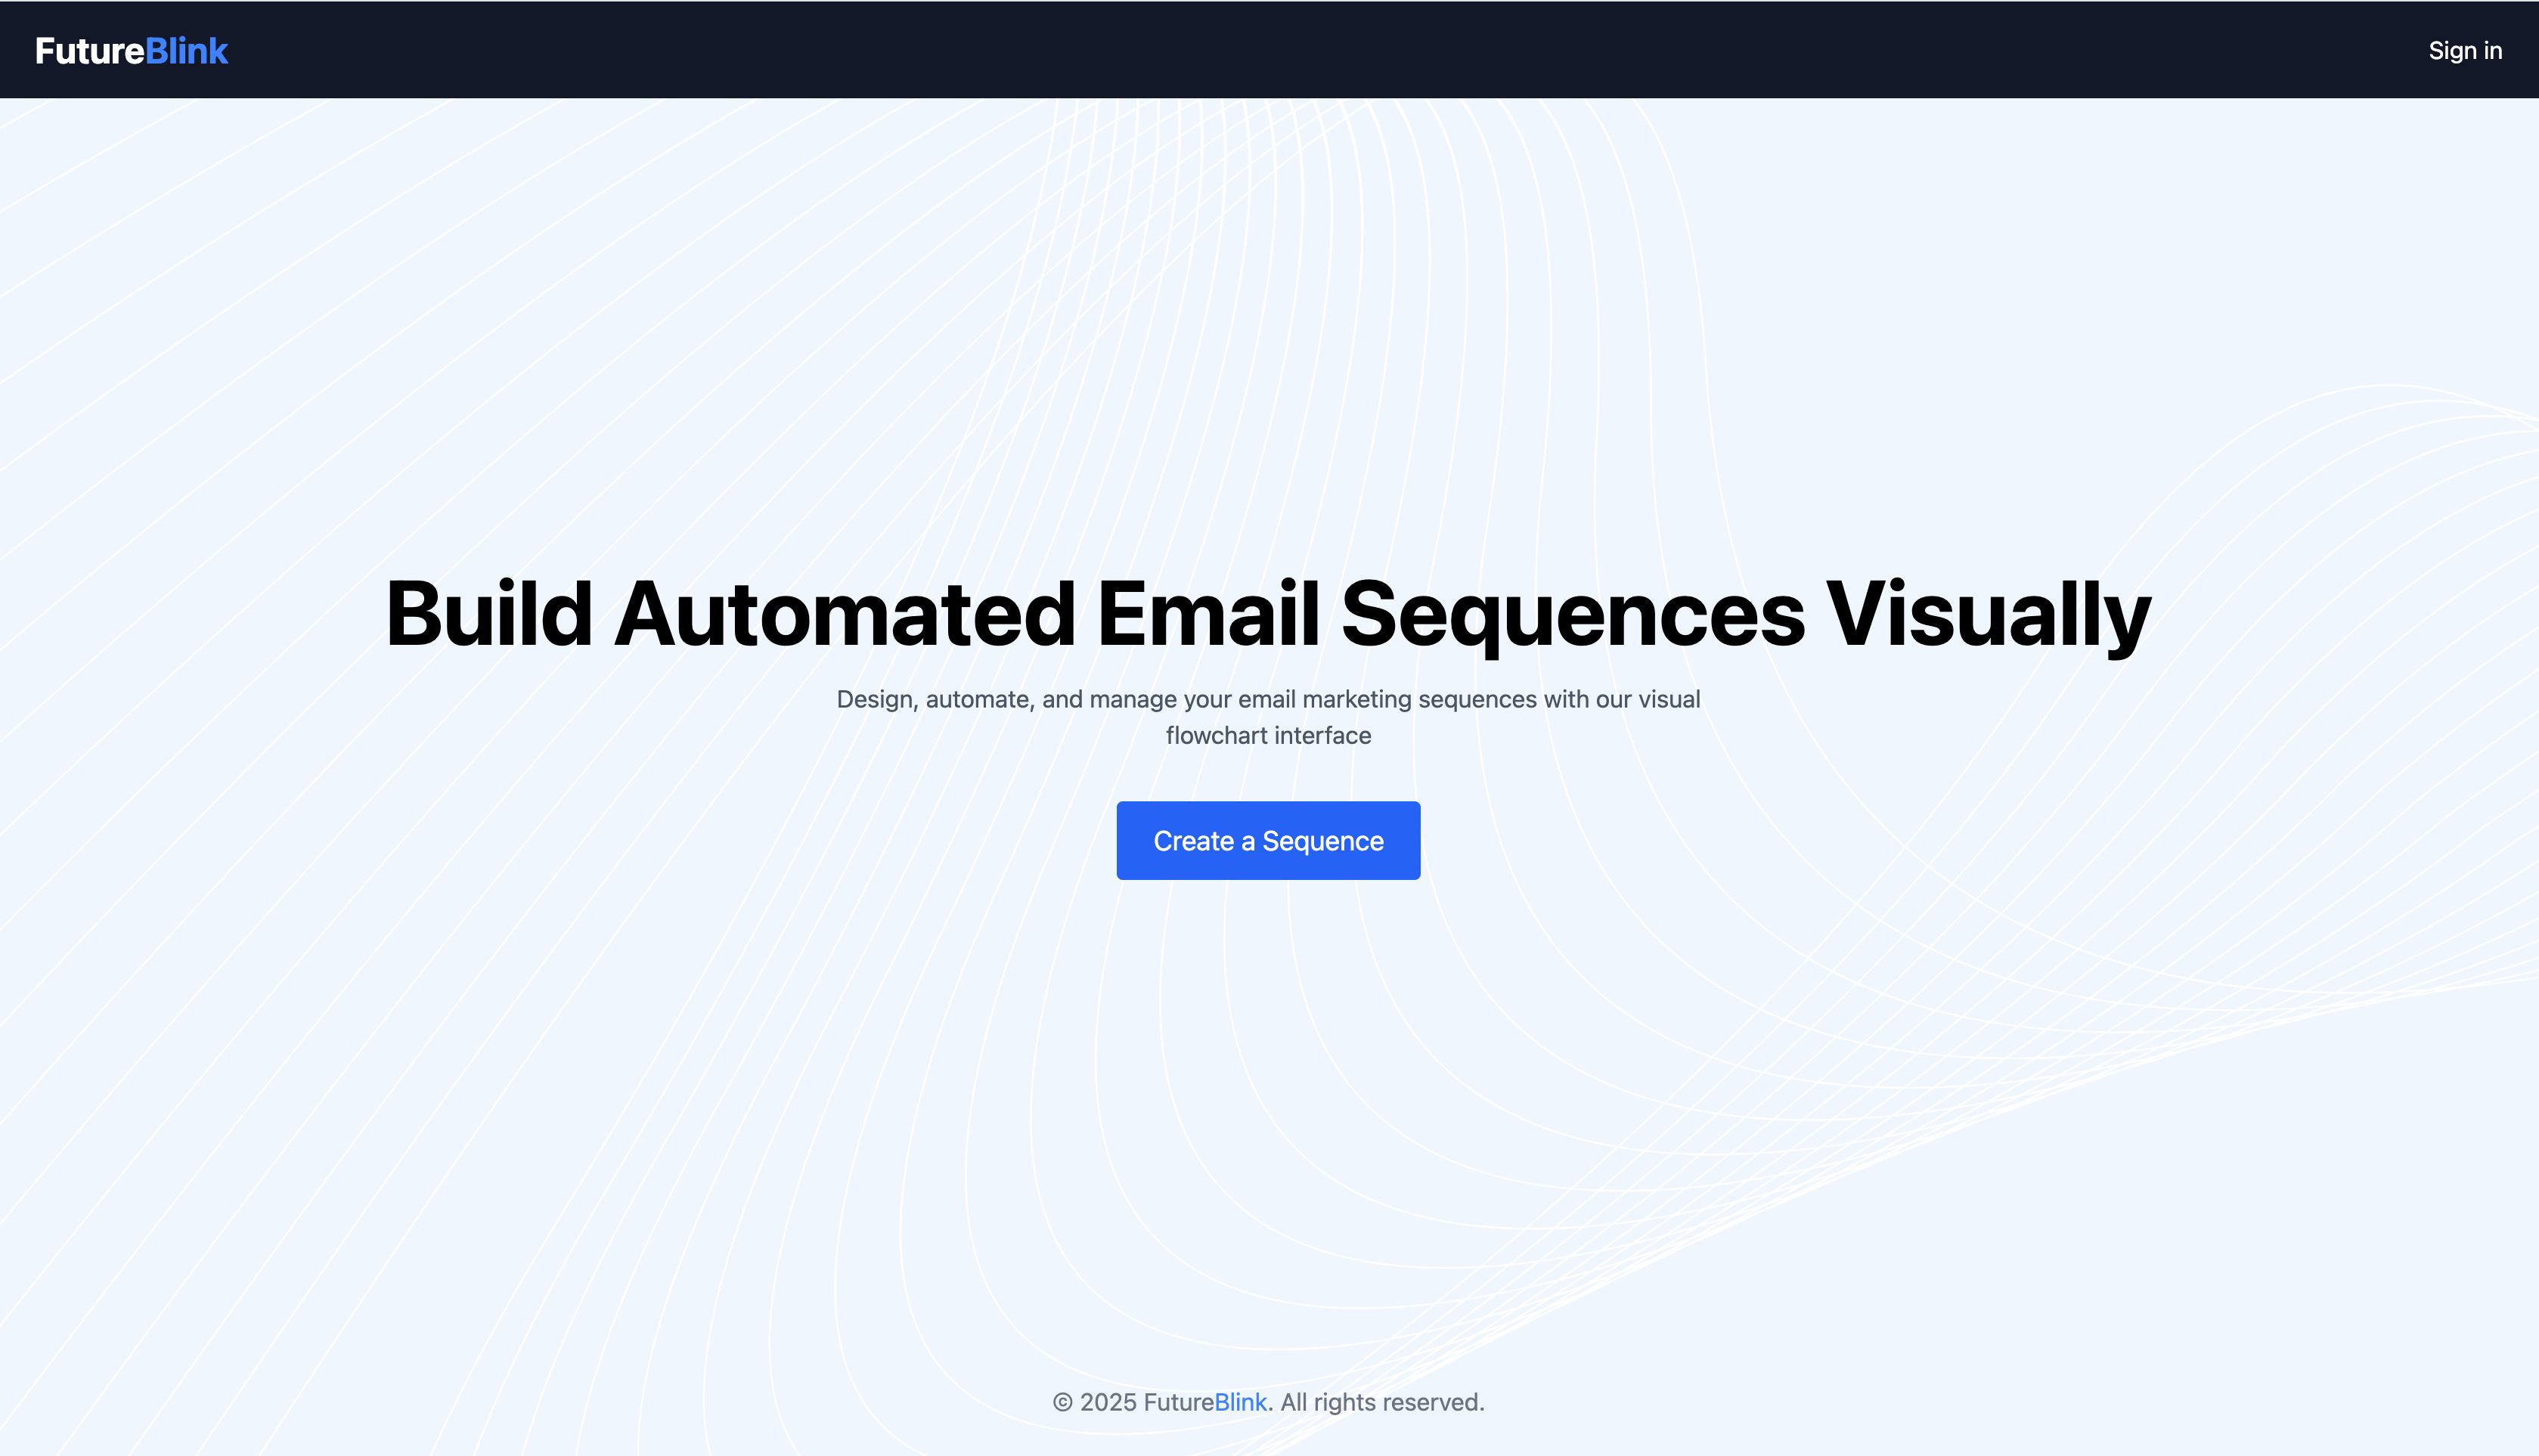 FutureBlink
Sign in
Build Automated Email Sequences Visually
Design, automate, and manage your email marketing sequences with our visual
flowchart interface
Create a Sequence
© 2025 FutureBlink. All rights reserved.